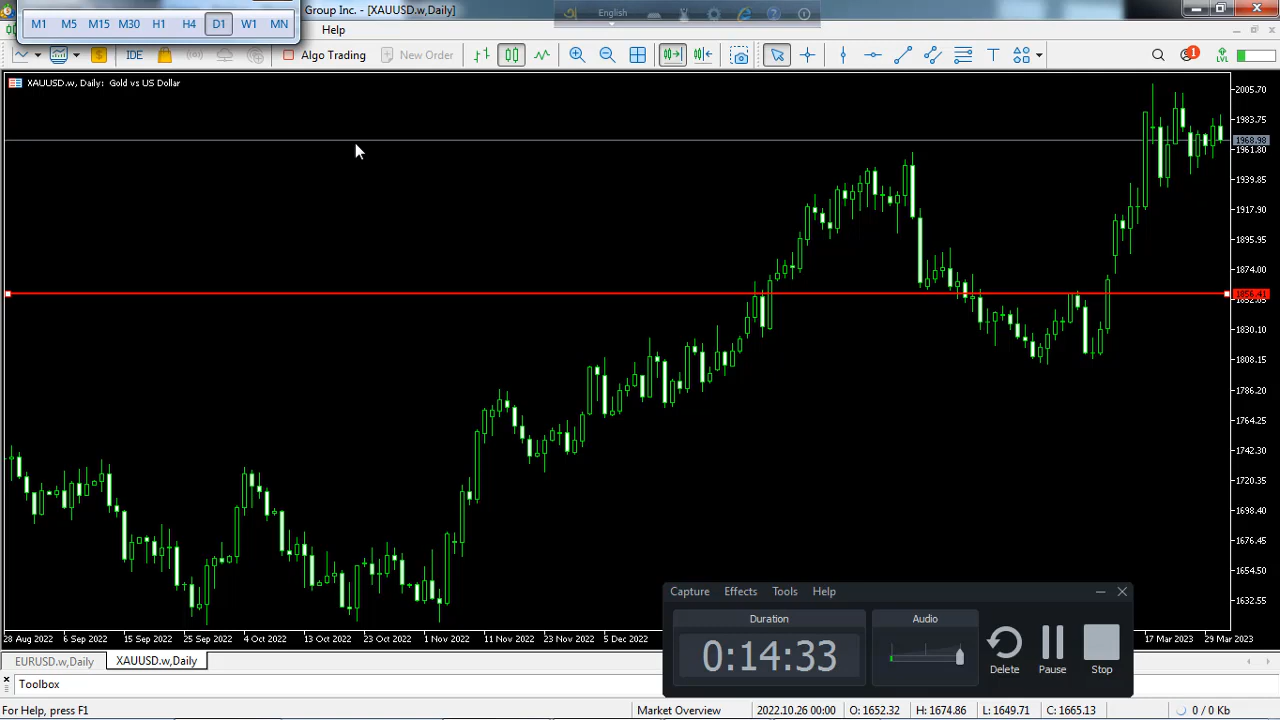 M1 M5 M15 M30 H1 H4 D1 W1 MN
Group Inc. - [XAUUSD.w,Daily]
English
Help
IDE Algo Trading New Order
1
LVL
XAUUSD.w, Daily: Gold vs US Dollar
2005.70
1983.75
1968.98
1961.80
1939.85
1917.90
1895.95
1874.00
1856.41
1830.10
1808.15
1786.20
1764.25
1742.30
1720.35
1698.40
1676.45
1654.50
1632.55
28 Aug 2022 6 Sep 2022 15 Sep 2022 25 Sep 2022 4 Oct 2022 13 Oct 2022 23 Oct 2022 1 Nov 2022 11 Nov 2022 23 Nov 2022 5 Dec 2022 17 Mar 2023 29 Mar 2023
Capture Effects Tools Help
Duration
0:14:33
Audio
Delete Pause Stop
EURUSD.w,Daily XAUUSD.w,Daily
Toolbox
For Help, press F1 Market Overview 2022.10.26 00:00 O: 1652.32 H: 1674.86 L: 1649.71 C: 1665.13 0 / 0 Kb